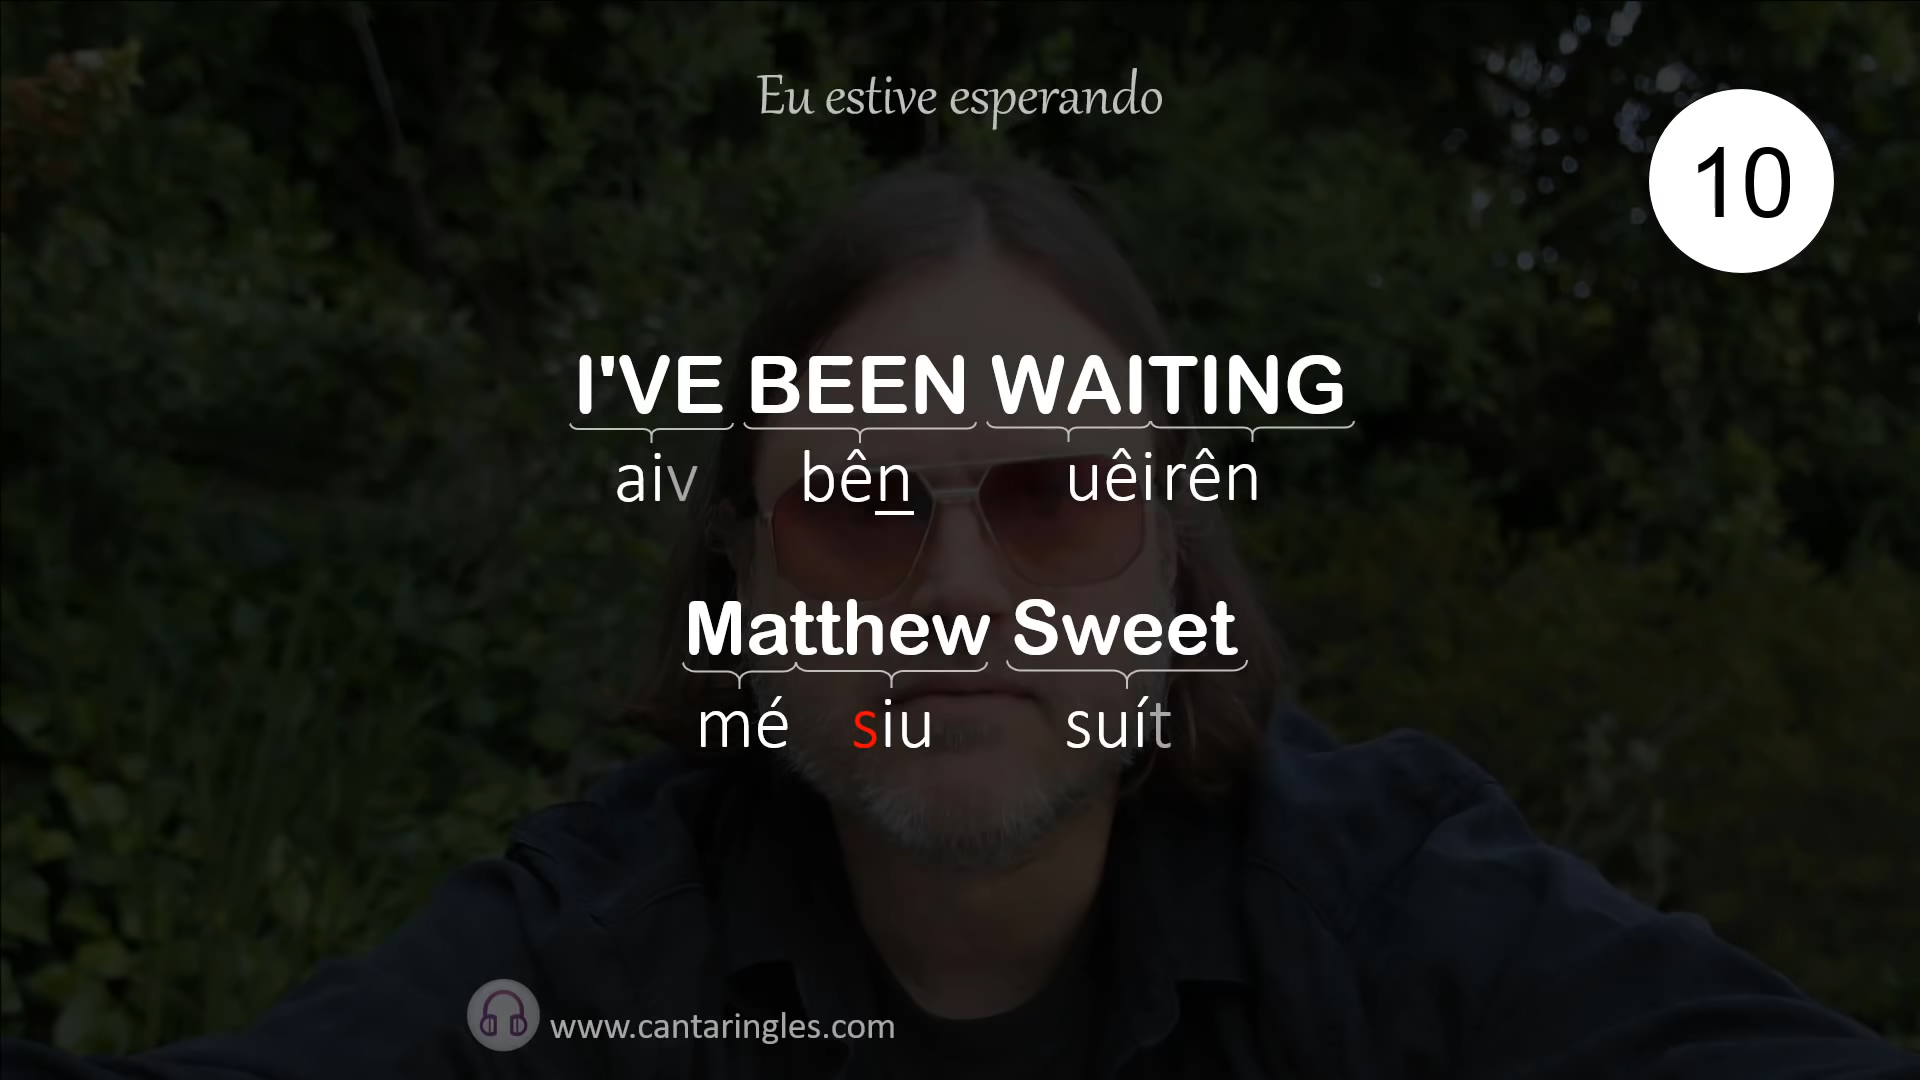 Eu estive esperando
10
I'VE BEEN WAITING
aiv bên uêirên
Matthew Sweet
mé siu suít
www.cantaringles.com